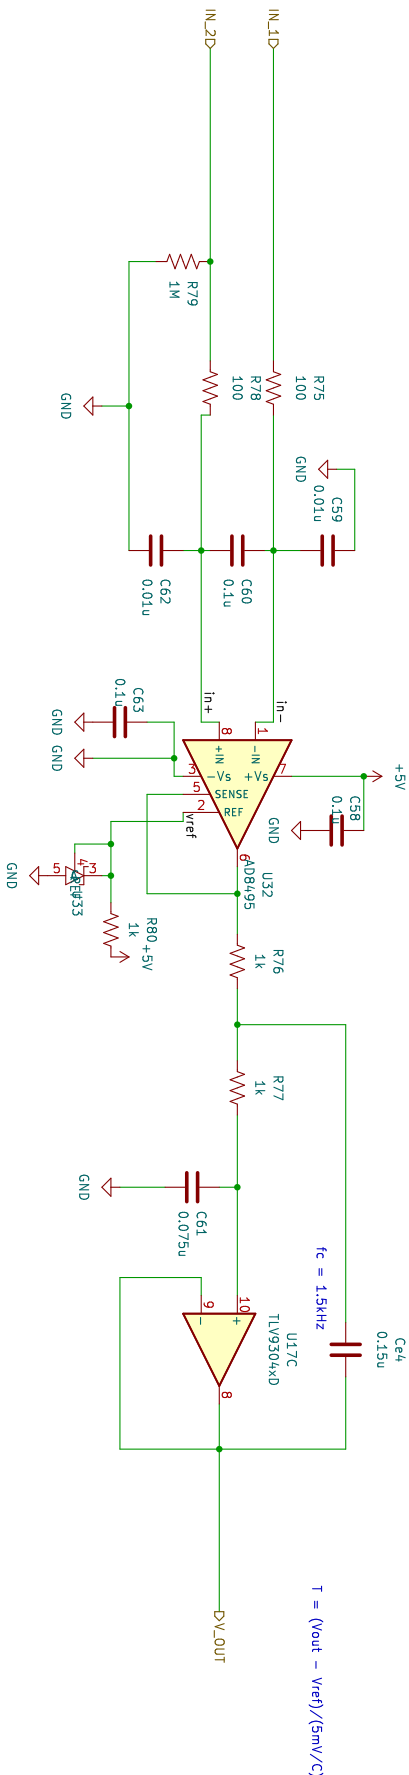 IN_2
IN_1
R79
1M
R78
100
R75
100
GND
GND
C59
0.01u
C62
0.01u
C60
0.1u
in+
in-
C63
0.1u
GND
GND
8
1
+IN
-IN
3
-Vs
+Vs
7
5
SENSE
2
REF
vref
6
+5V
C58
0.1u
GND
U32
AD8495
GND
5
4
3
U33
R80
1k
+5V
R76
1k
R77
1k
GND
C61
0.075u
fc = 1.5kHz
Ce4
0.15u
9
10
-
+
U17C
TLV9304xD
8
V_OUT
T = (Vout - Vref)/(5mV/C)